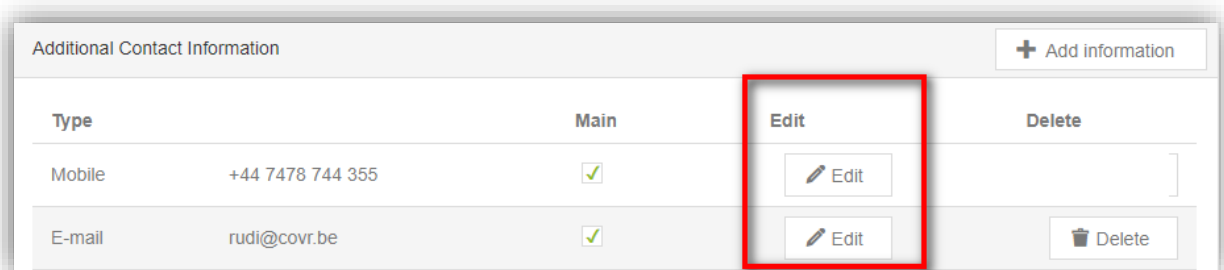 Additional Contact Information + Add information
Type Main Edit Delete
Mobile +44 7478 744 355 Edit
E-mail rudi@covr.be Edit Delete